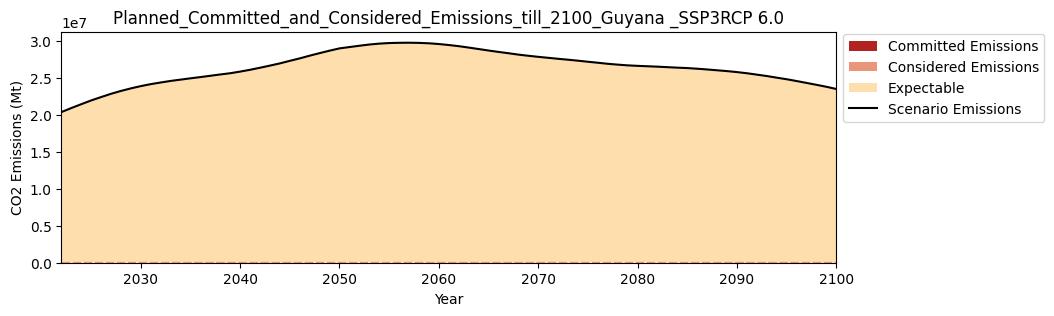 Planned_Committed_and_Considered_Emissions_till_2100_Guyana _SSP3RCP 6.0
1e7
3.0
2.5
2.0
1.5
1.0
0.5
0.0
CO2 Emissions (Mt)
2030 2040 2050 2060 2070 2080 2090 2100
Year
Committed Emissions
Considered Emissions
Expectable
Scenario Emissions